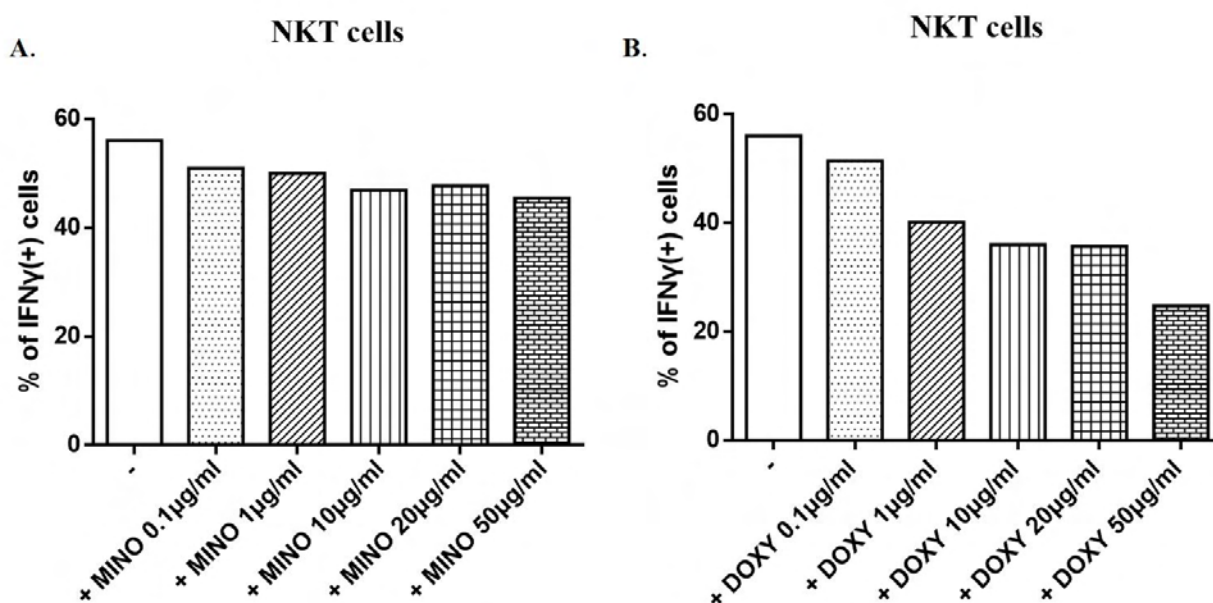 A.
NKT cells
% of IFNγ(+) cells
60
40
20
0
-
+ MINO 0.1µg/ml
+ MINO 1µg/ml
+ MINO 10µg/ml
+ MINO 20µg/ml
+ MINO 50µg/ml
B.
NKT cells
% of IFNγ(+) cells
60
40
20
0
-
+ DOXY 0.1µg/ml
+ DOXY 1µg/ml
+ DOXY 10µg/ml
+ DOXY 20µg/ml
+ DOXY 50µg/ml